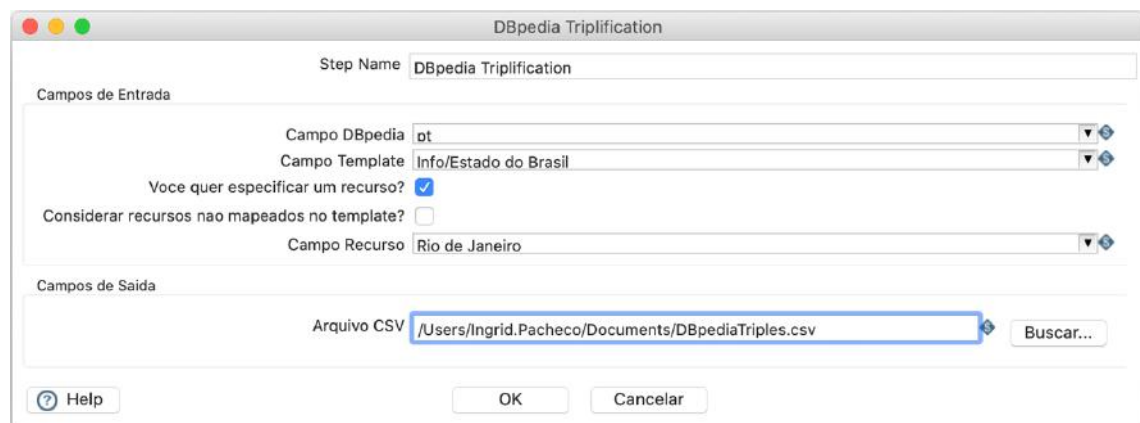 DBpedia Triplification
Step Name DBpedia Triplification
Campos de Entrada
Campo DBpedia pt
Campo Template Info/Estado do Brasil
Voce quer especificar um recurso?
Considerar recursos nao mapeados no template?
Campo Recurso Rio de Janeiro
Campos de Saida
Arquivo CSV /Users/Ingrid.Pacheco/Documents/DBpediaTriples.csv Buscar...
Help OK Cancelar